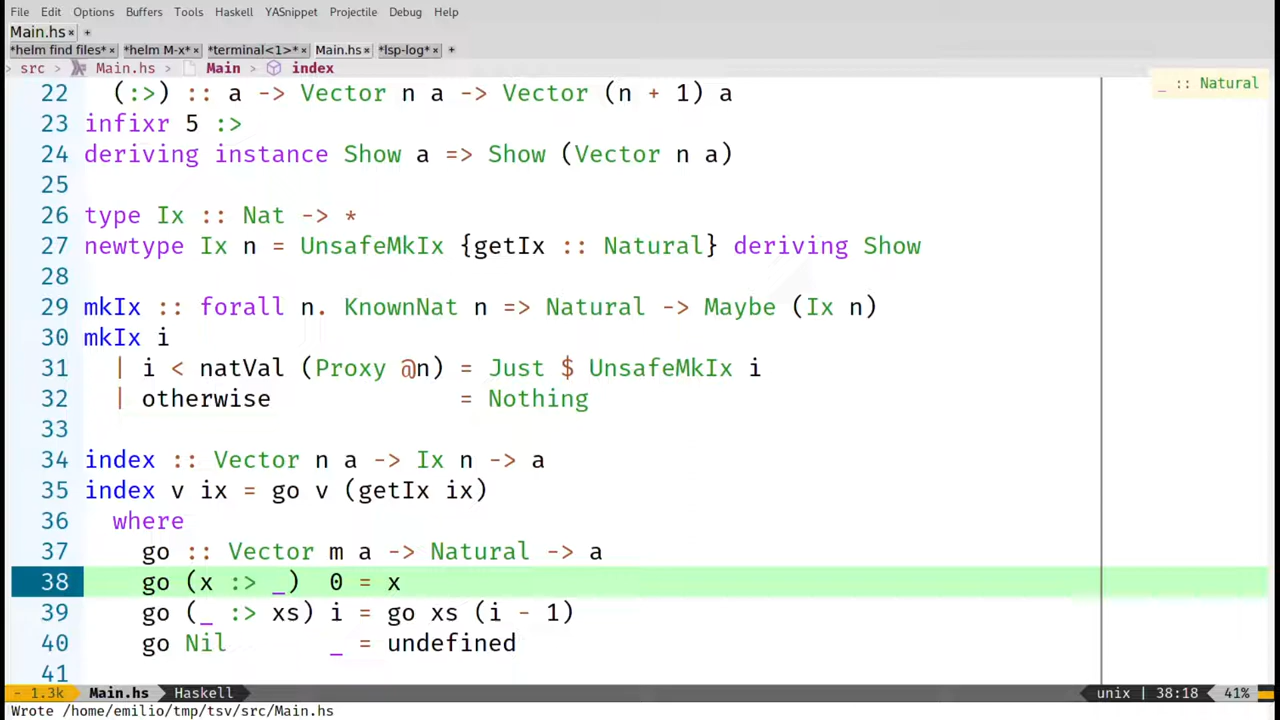 File Edit Options Buffers Tools Haskell YASnippet Projectile Debug Help
Main.hs × +
*helm find files* × *helm M-x* × *terminal<1>* × Main.hs × *lsp-log* × +
> src > Main.hs > Main > index
_ :: Natural
22 (:>) :: a -> Vector n a -> Vector (n + 1) a
23 infixr 5 :>
24 deriving instance Show a => Show (Vector n a)
25
26 type Ix :: Nat -> *
27 newtype Ix n = UnsafeMkIx {getIx :: Natural} deriving Show
28
29 mkIx :: forall n. KnownNat n => Natural -> Maybe (Ix n)
30 mkIx i
31 | i < natVal (Proxy @n) = Just $ UnsafeMkIx i
32 | otherwise = Nothing
33
34 index :: Vector n a -> Ix n -> a
35 index v ix = go v (getIx ix)
36 where
37 go :: Vector m a -> Natural -> a
38 go (x :> _) 0 = x
39 go (_ :> xs) i = go xs (i - 1)
40 go Nil _ = undefined
41
- 1.3k Main.hs Haskell unix | 38:18 41%
Wrote /home/emilio/tmp/tsv/src/Main.hs